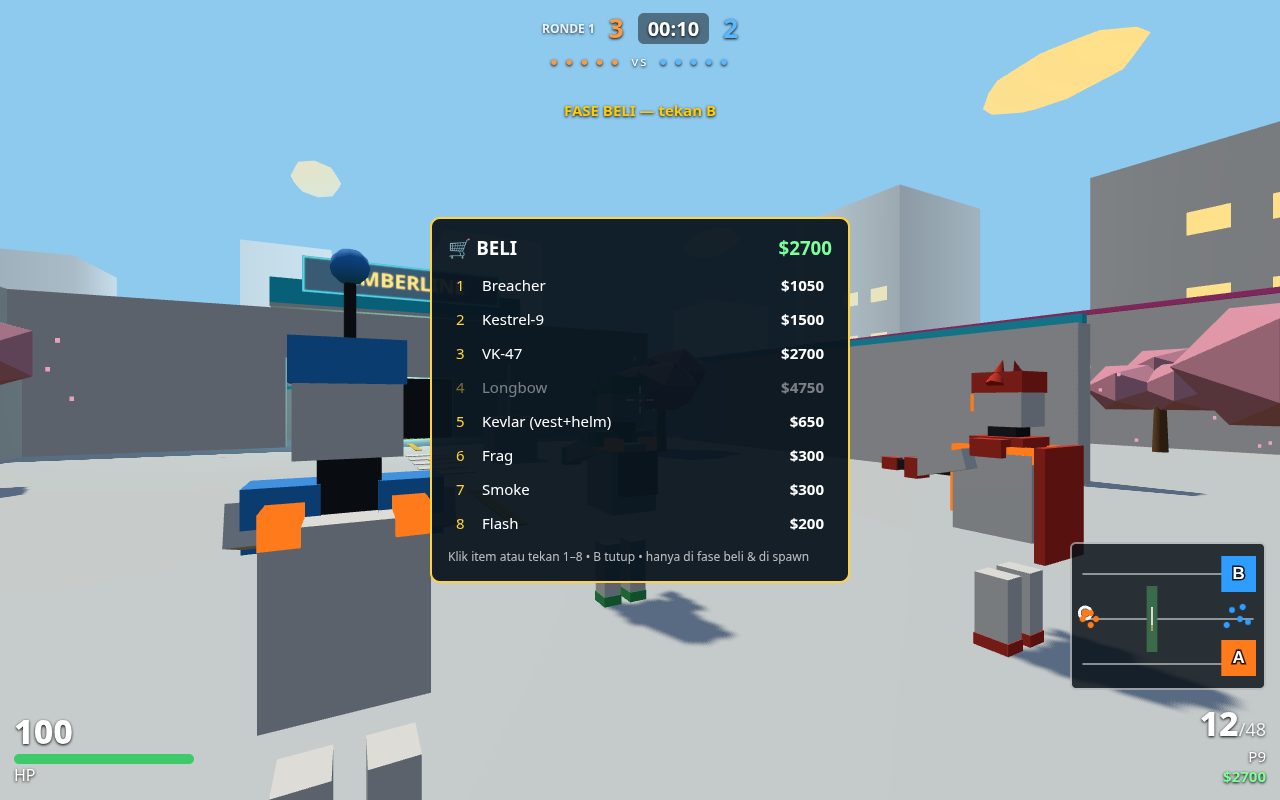 RONDE 1 3 00:10 2
VS
FASE BELI — tekan B
🛒 BELI $2700
1 Breacher $1050
2 Kestrel-9 $1500
3 VK-47 $2700
4 Longbow $4750
5 Kevlar (vest+helm) $650
6 Frag $300
7 Smoke $300
8 Flash $200
Klik item atau tekan 1–8 • B tutup • hanya di fase beli & di spawn
B
A
100
HP
12/48
P9
$2700